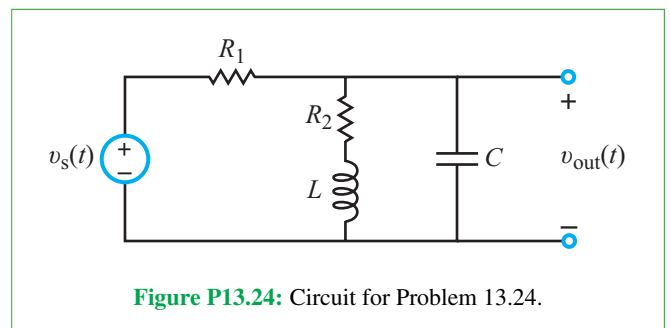 R1
R2
+
+
vs(t)
−
C
vout(t)
L
−
Figure P13.24: Circuit for Problem 13.24.